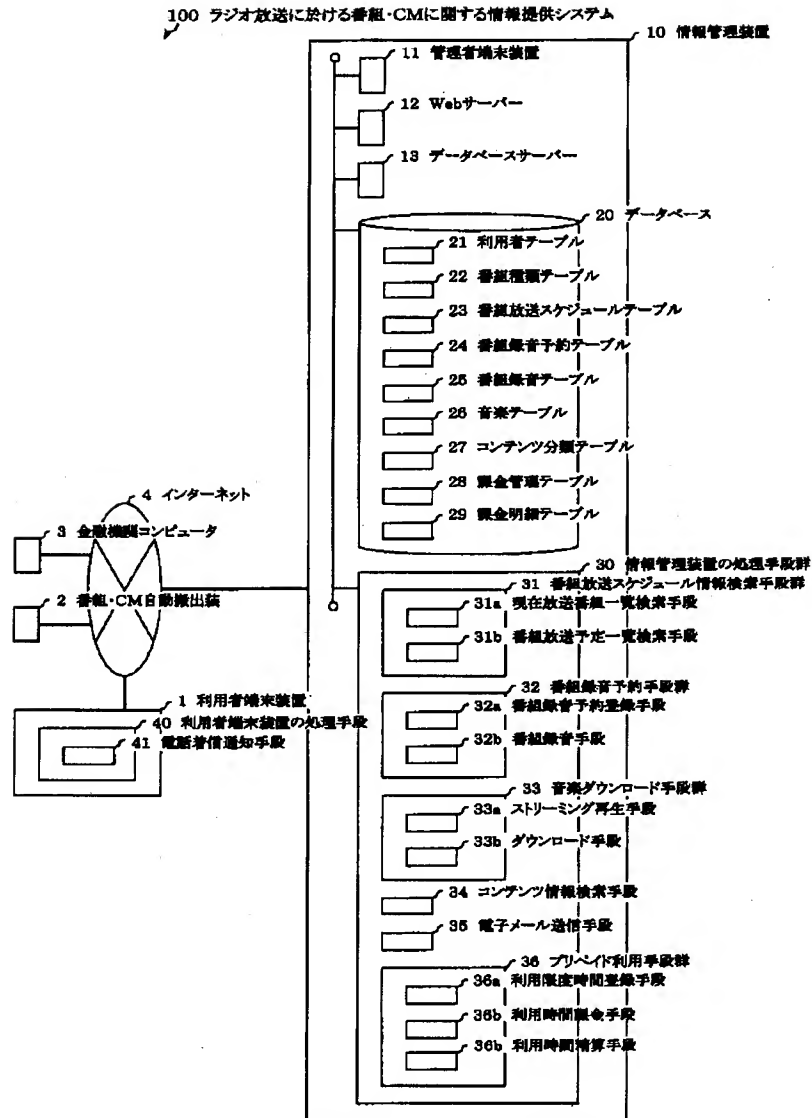 100 ラジオ放送に於ける番組・CMに関する情報提供システム
10 情報管理装置
11 管理者端末装置
12 Webサーバー
13 データベースサーバー
20 データベース
21 利用者テーブル
22 番組種類テーブル
23 番組放送スケジュールテーブル
24 番組録音予約テーブル
25 番組録音テーブル
26 音楽テーブル
27 コンテンツ分類テーブル
28 課金管理テーブル
29 課金明細テーブル
4 インターネット
3 金融機関コンピュータ
2 番組・CM自動搬出装
1 利用者端末装置
40 利用者端末装置の処理手段
41 電話着信通知手段
30 情報管理装置の処理手段群
31 番組放送スケジュール情報検索手段群
31a 現在放送番組一覧検索手段
31b 番組放送予定一覧検索手段
32 番組録音予約手段群
32a 番組録音予約登録手段
32b 番組録音手段
33 音楽ダウンロード手段群
33a ストリーミング再生手段
33b ダウンロード手段
34 コンテンツ情報検索手段
35 電子メール送信手段
36 プリペイド利用手段群
36a 利用限度時間登録手段
36b 利用時間課金手段
36b 利用時間精算手段